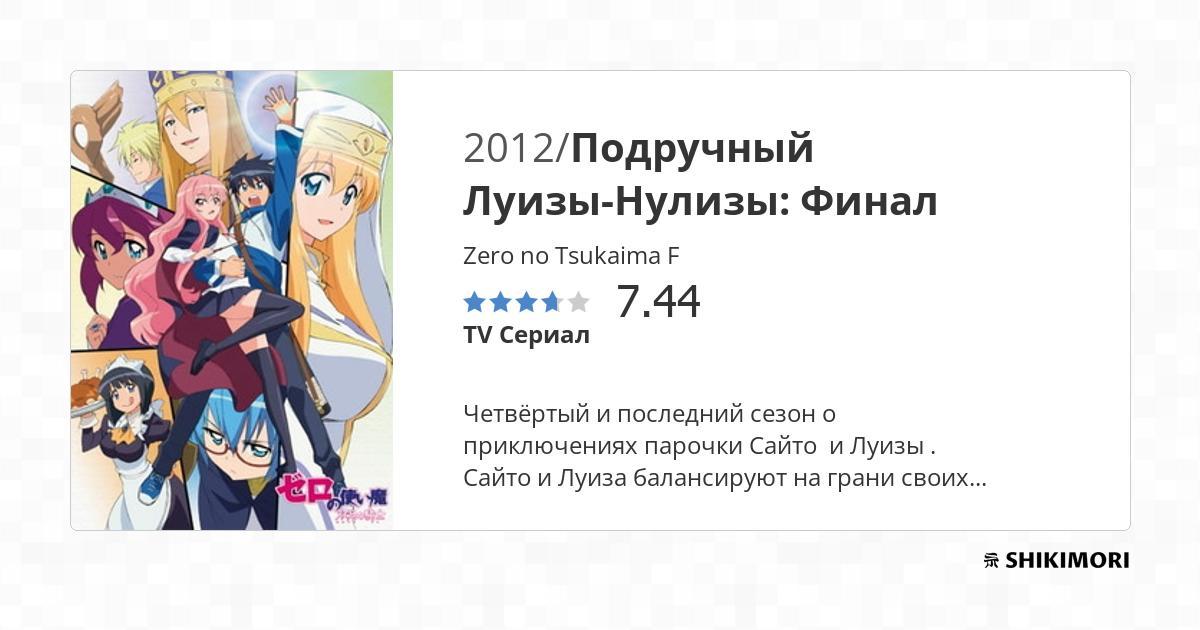 2012/Подручный
Луизы-Нулизы: Финал
Zero no Tsukaima F
7.44
TV Сериал
Четвёртый и последний сезон о
приключениях парочки Сайто  и Луизы .
Сайто и Луиза балансируют на грани своих...
ゼロの使い魔
SHIKIMORI